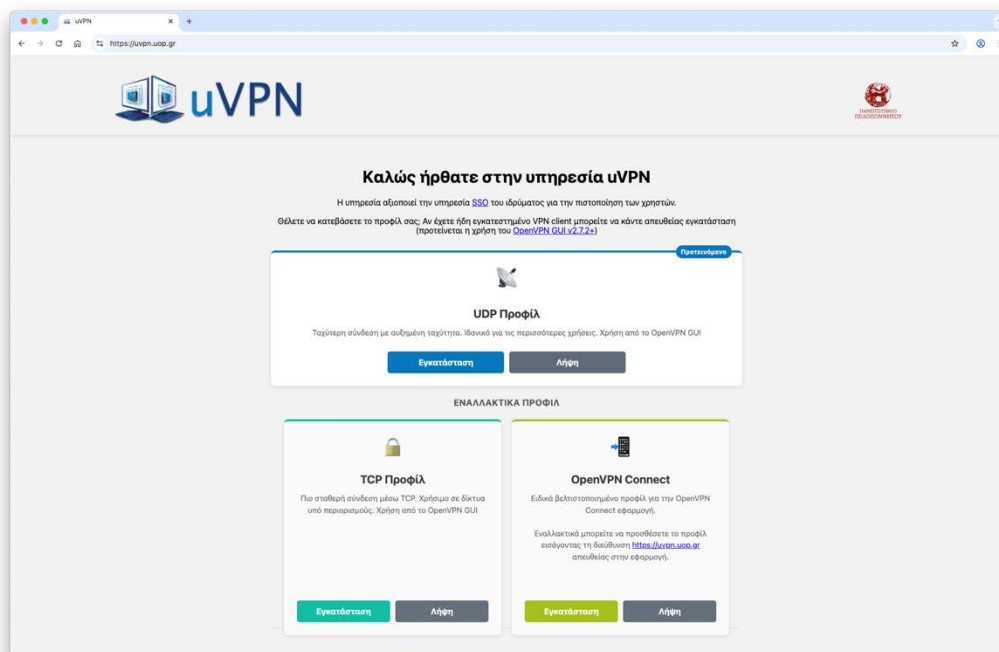 uVPN
https://uvpn.uop.gr
uVPN
ΠΑΝΕΠΙΣΤΗΜΙΟ
ΠΕΛΟΠΟΝΝΗΣΟΥ
Καλώς ήρθατε στην υπηρεσία uVPN
Η υπηρεσία αξιοποιεί την υπηρεσία SSO του ιδρύματος για την πιστοποίηση των χρηστών.
Θέλετε να κατεβάσετε το προφίλ σας; Αν έχετε ήδη εγκατεστημένο VPN client μπορείτε να κάντε απευθείας εγκατάσταση
(προτείνεται η χρήση του OpenVPN GUI v2.7.2+)
Προτεινόμενο
UDP Προφίλ
Ταχύτερη σύνδεση με αυξημένη ταχύτητα. Ιδανικό για τις περισσότερες χρήσεις. Χρήση από το OpenVPN GUI
Εγκατάσταση Λήψη
ΕΝΑΛΛΑΚΤΙΚΑ ΠΡΟΦΙΛ
TCP Προφίλ
Πιο σταθερή σύνδεση μέσω TCP. Χρήσιμο σε δίκτυα
υπό περιορισμούς. Χρήση από το OpenVPN GUI
Εγκατάσταση Λήψη
OpenVPN Connect
Ειδικά βελτιστοποιημένο προφίλ για την OpenVPN
Connect εφαρμογή.
Εναλλακτικά μπορείτε να προσθέσετε το προφίλ
εισάγοντας τη διεύθυνση https://uvpn.uop.gr
απευθείας στην εφαρμογή.
Εγκατάσταση Λήψη